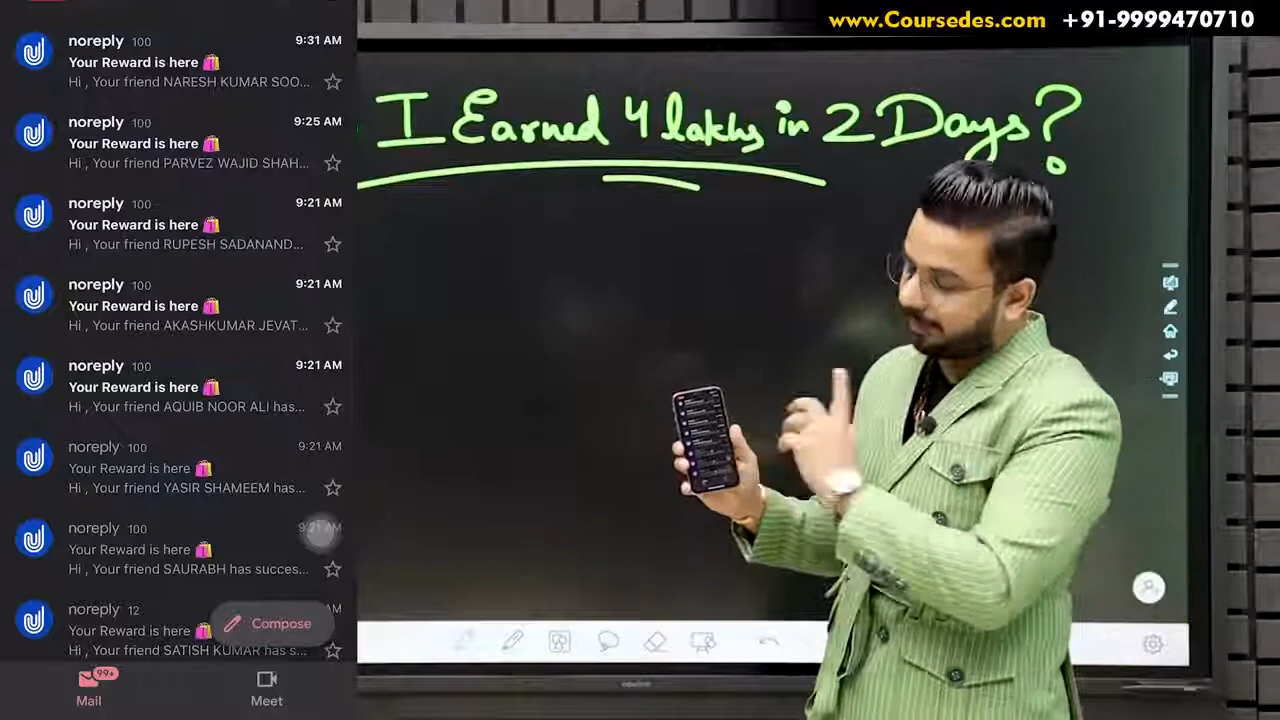 www.Coursedes.com +91-9999470710
I Earned 4 lakhs in 2 Days?
noreply 100 9:31 AM
Your Reward is here
Hi , Your friend NARESH KUMAR SOO...
noreply 100 9:25 AM
Your Reward is here
Hi , Your friend PARVEZ WAJID SHAH...
noreply 100 9:21 AM
Your Reward is here
Hi , Your friend RUPESH SADANAND...
noreply 100 9:21 AM
Your Reward is here
Hi , Your friend AKASHKUMAR JEVAT...
noreply 100 9:21 AM
Your Reward is here
Hi , Your friend AQUIB NOOR ALI has...
noreply 100 9:21 AM
Your Reward is here
Hi , Your friend YASIR SHAMEEM has...
noreply 100 9:21 AM
Your Reward is here
Hi , Your friend SAURABH has succes...
noreply 12 AM
Your Reward is here
Compose
Hi , Your friend SATISH KUMAR has s...
99+
Mail Meet